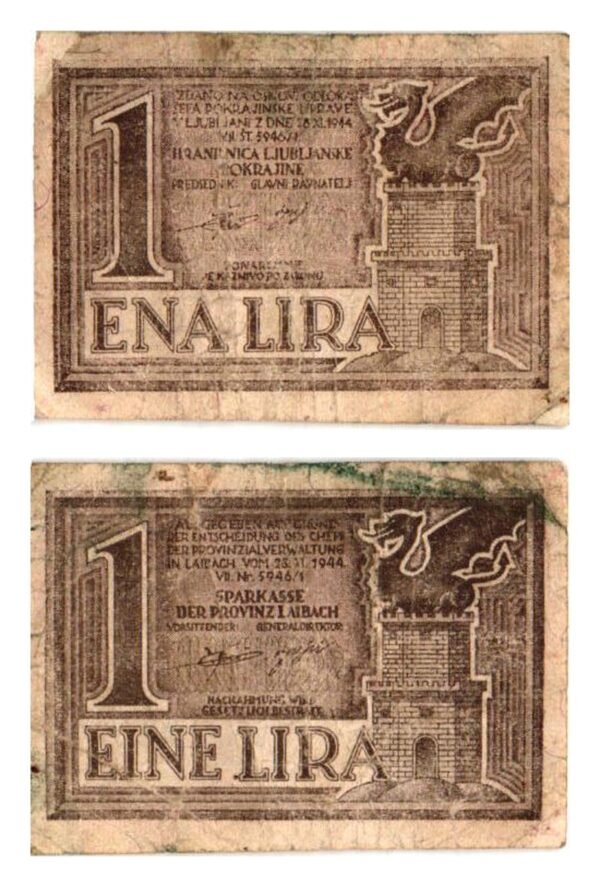 1
IZDANO NA OSNOVI ODLOKA
ŠEFA POKRAJINSKE UPRAVE
V LJUBLJANI Z DNE 28.XI.1944
VII. ŠT. 5946/1
HRANILNICA LJUBLJANSKE
POKRAJINE
PREDSEDNIK: GLAVNI RAVNATELJ
PONAREJANJE
JE KAZNIVO PO ZAKONU
ENA LIRA
1
AUSGEGEBEN AUF GRUND
DER ENTSCHEIDUNG DES CHEFS
DER PROVINZIALVERWALTUNG
IN LAIBACH VOM 28.XI.1944
VII. Nr. 5946/1
SPARKASSE
DER PROVINZ LAIBACH
VORSITTENDER: GENERALDIREKTOR
NACHAHMUNG WIRD
GESETZLICH BESTRAFT
EINE LIRA